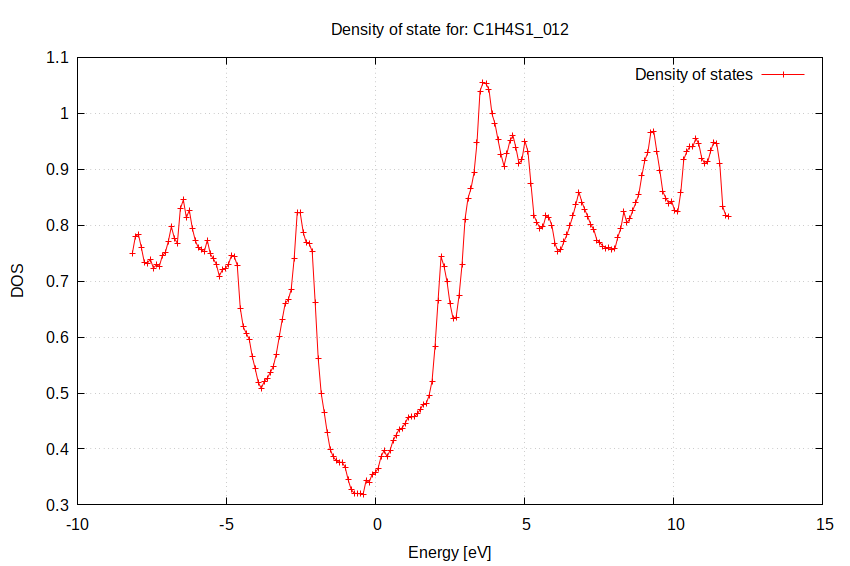 Density of state for: C1H4S1_012
Density of states
1.1
1
0.9
0.8
0.7
0.6
0.5
0.4
0.3
DOS
-10 -5 0 5 10 15
Energy [eV]